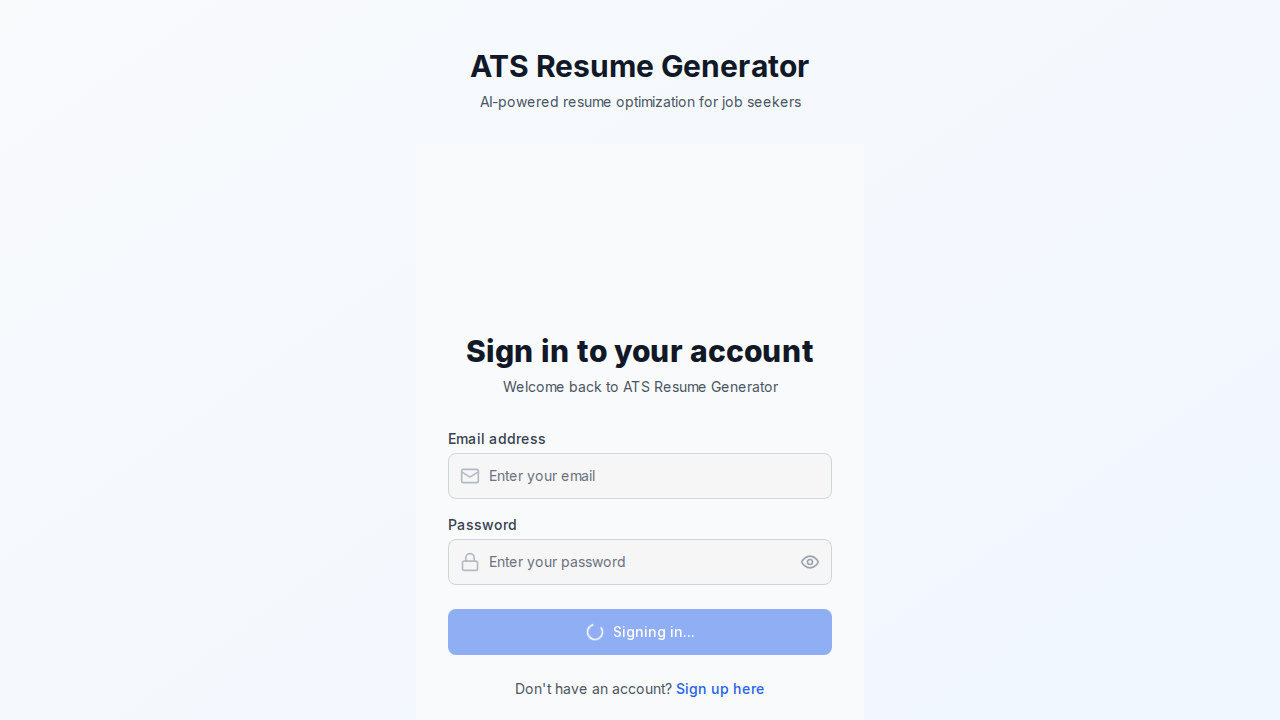 ATS Resume Generator
AI-powered resume optimization for job seekers
Sign in to your account
Welcome back to ATS Resume Generator
Email address
Enter your email
Password
Enter your password
Signing in...
Don't have an account? Sign up here